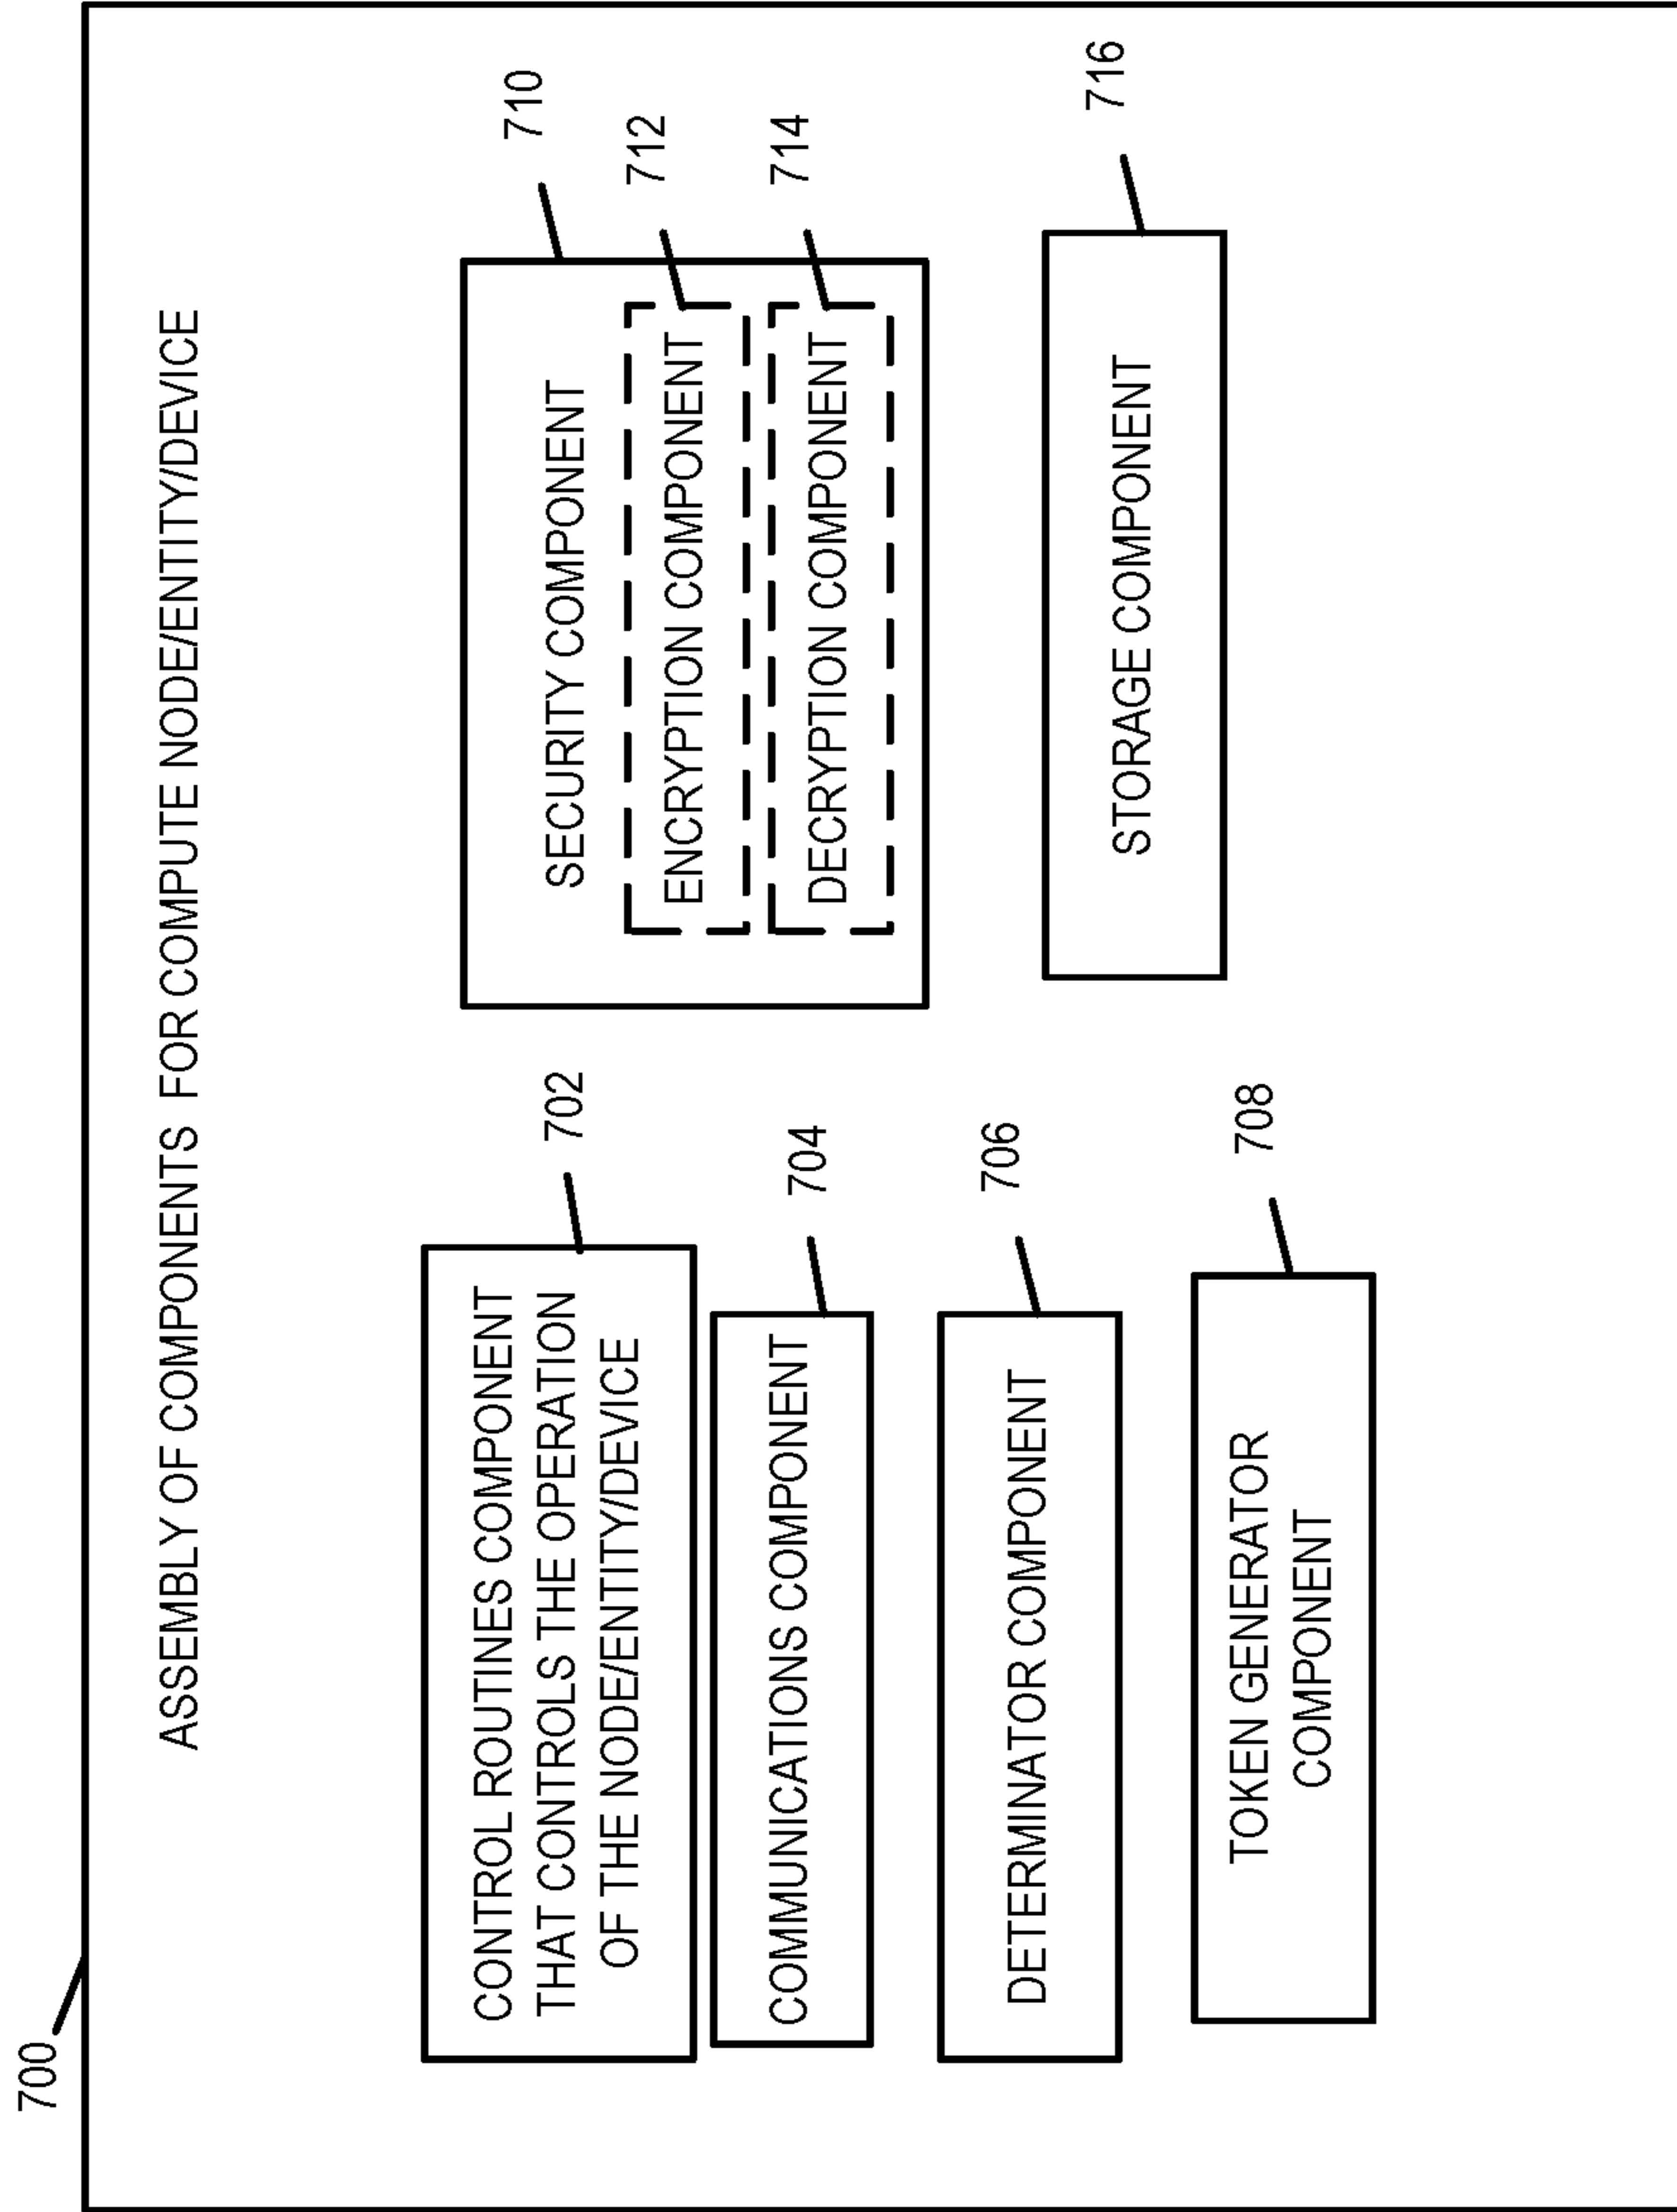 700
ASSEMBLY OF COMPONENTS FOR COMPUTE NODE/ENTITY/DEVICE
CONTROL ROUTINES COMPONENT
THAT CONTROLS THE OPERATION
OF THE NODE/ENTITY/DEVICE
702
COMMUNICATIONS COMPONENT
704
DETERMINATOR COMPONENT
706
TOKEN GENERATOR
COMPONENT
708
SECURITY COMPONENT
710
ENCRYPTION COMPONENT
712
DECRYPTION COMPONENT
714
STORAGE COMPONENT
716